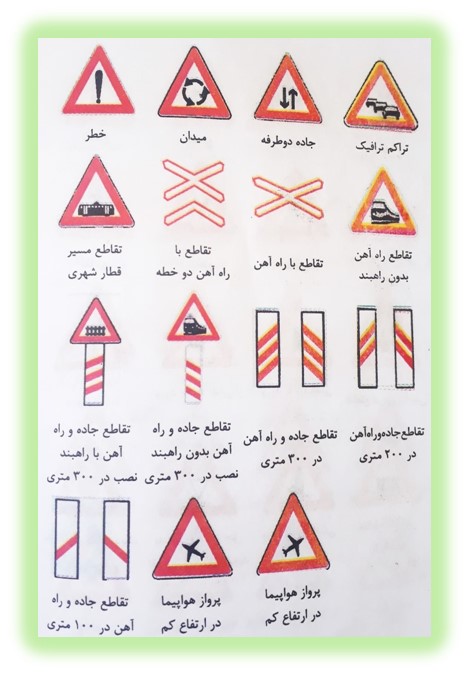 تراکم ترافیک
جاده دوطرفه
میدان
خطر
تقاطع راه آهن
بدون راهبند
تقاطع با راه آهن
تقاطع با
راه آهن دو خطه
تقاطع مسیر
قطار شهری
تقاطع جاده و راه آهن
در ۲۰۰ متری
تقاطع جاده و راه آهن
در ۳۰۰ متری
تقاطع جاده و راه
آهن بدون راهبند
نصب در ۳۰۰ متری
تقاطع جاده و راه
آهن با راهبند
نصب در ۳۰۰ متری
پرواز هواپیما
در ارتفاع کم
پرواز هواپیما
در ارتفاع کم
تقاطع جاده و راه
آهن در ۱۰۰ متری